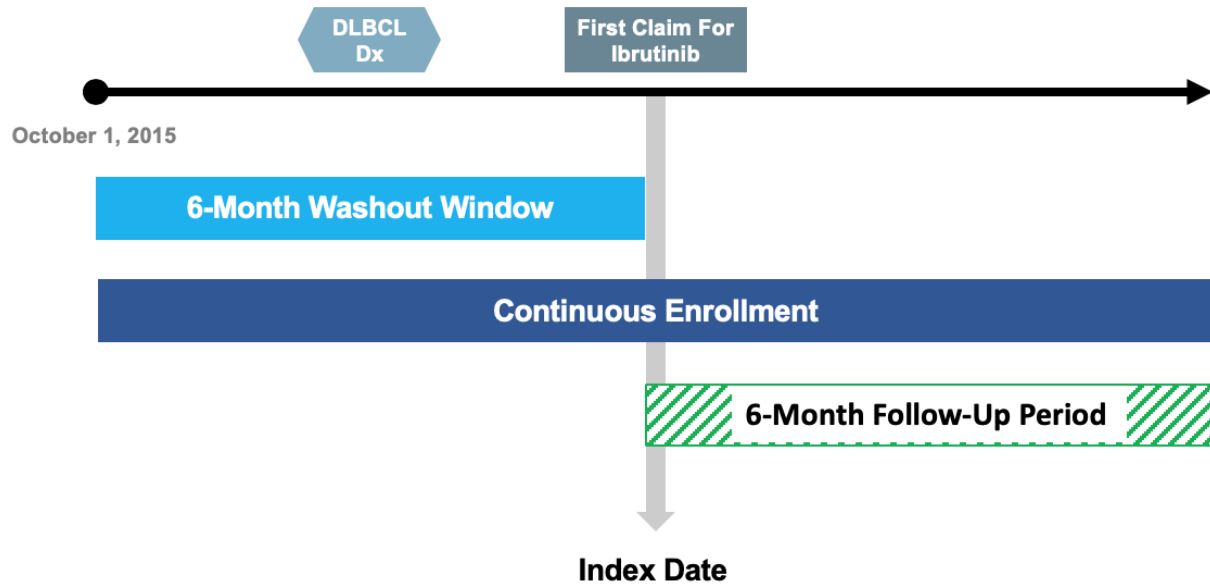 DLBCL
Dx
First Claim For
Ibrutinib
October 1, 2015
6-Month Washout Window
Continuous Enrollment
6-Month Follow-Up Period
Index Date